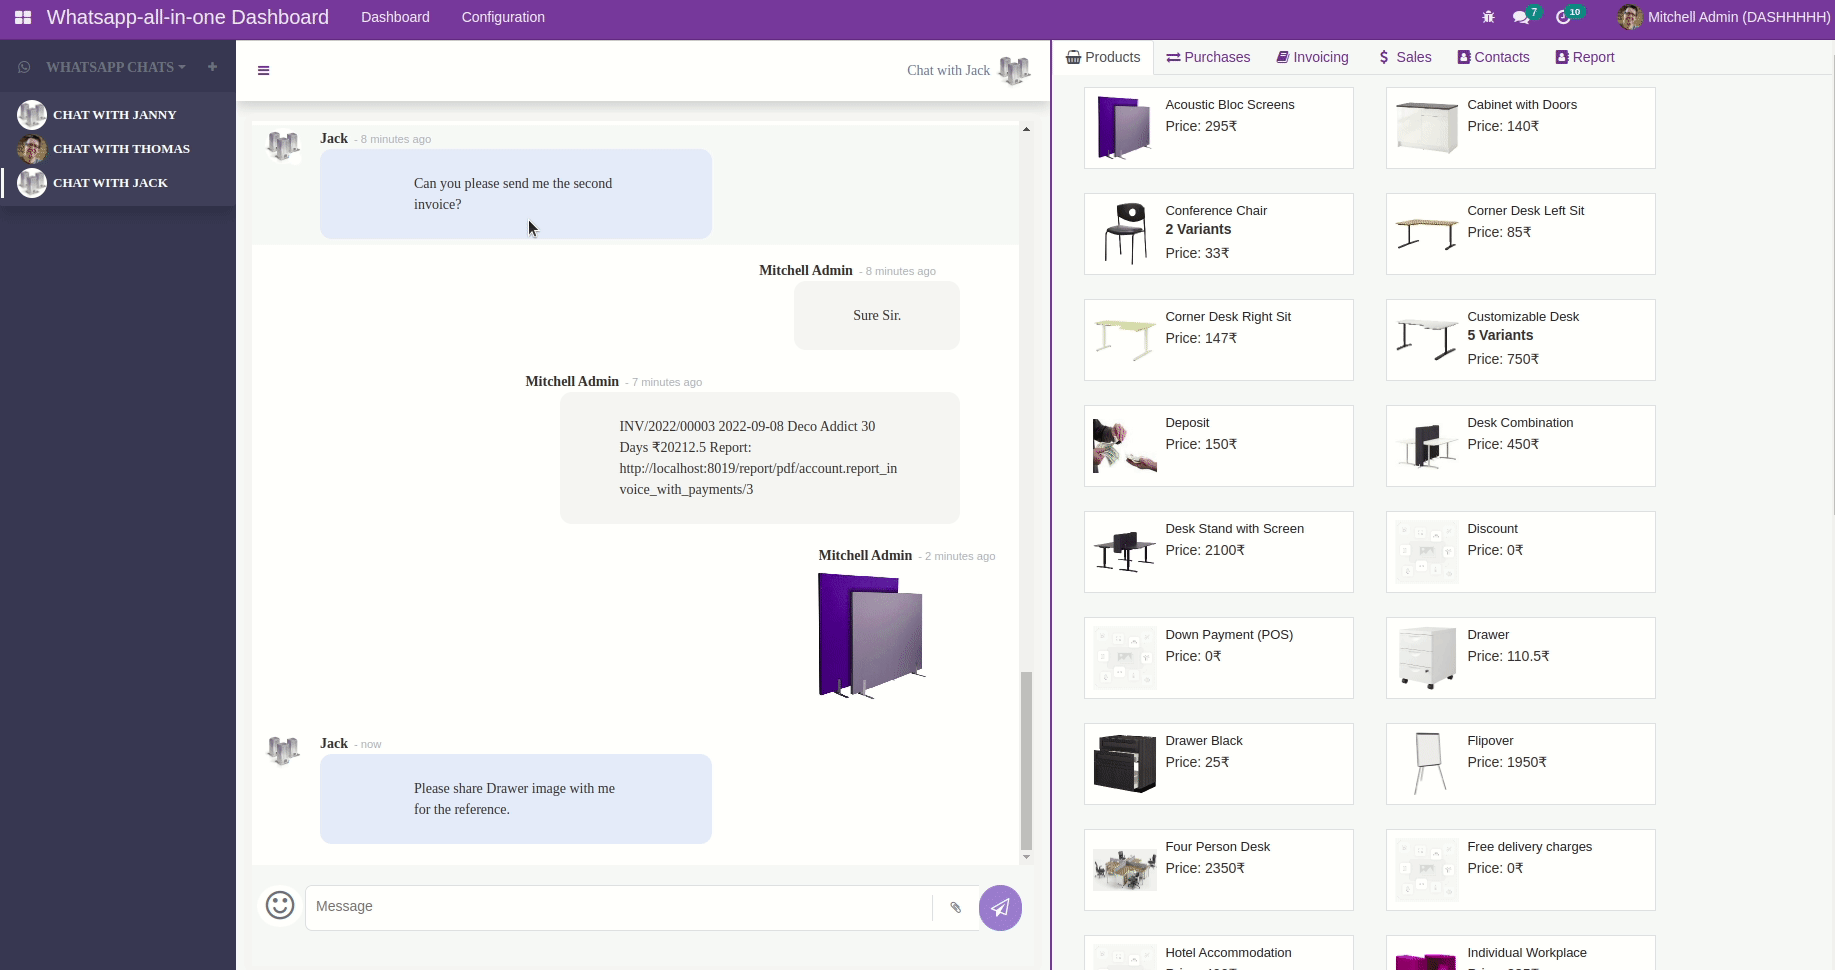 Whatsapp-all-in-one Dashboard
Dashboard
Configuration
7
10
Mitchell Admin (DASHHHHH)
WHATSAPP CHATS
+
CHAT WITH JANNY
CHAT WITH THOMAS
CHAT WITH JACK
Chat with Jack
Jack - 8 minutes ago
Can you please send me the second
invoice?
Mitchell Admin - 8 minutes ago
Sure Sir.
Mitchell Admin - 7 minutes ago
INV/2022/00003 2022-09-08 Deco Addict 30
Days ₹20212.5 Report:
http://localhost:8019/report/pdf/account.report_in
voice_with_payments/3
Mitchell Admin - 2 minutes ago
Jack - now
Please share Drawer image with me
for the reference.
Message
Products
Purchases
Invoicing
$ Sales
Contacts
Report
Acoustic Bloc Screens
Price: 295₹
Cabinet with Doors
Price: 140₹
Conference Chair
2 Variants
Price: 33₹
Corner Desk Left Sit
Price: 85₹
Corner Desk Right Sit
Price: 147₹
Customizable Desk
5 Variants
Price: 750₹
Deposit
Price: 150₹
Desk Combination
Price: 450₹
Desk Stand with Screen
Price: 2100₹
Discount
Price: 0₹
Down Payment (POS)
Price: 0₹
Drawer
Price: 110.5₹
Drawer Black
Price: 25₹
Flipover
Price: 1950₹
Four Person Desk
Price: 2350₹
Free delivery charges
Price: 0₹
Hotel Accommodation
Individual Workplace